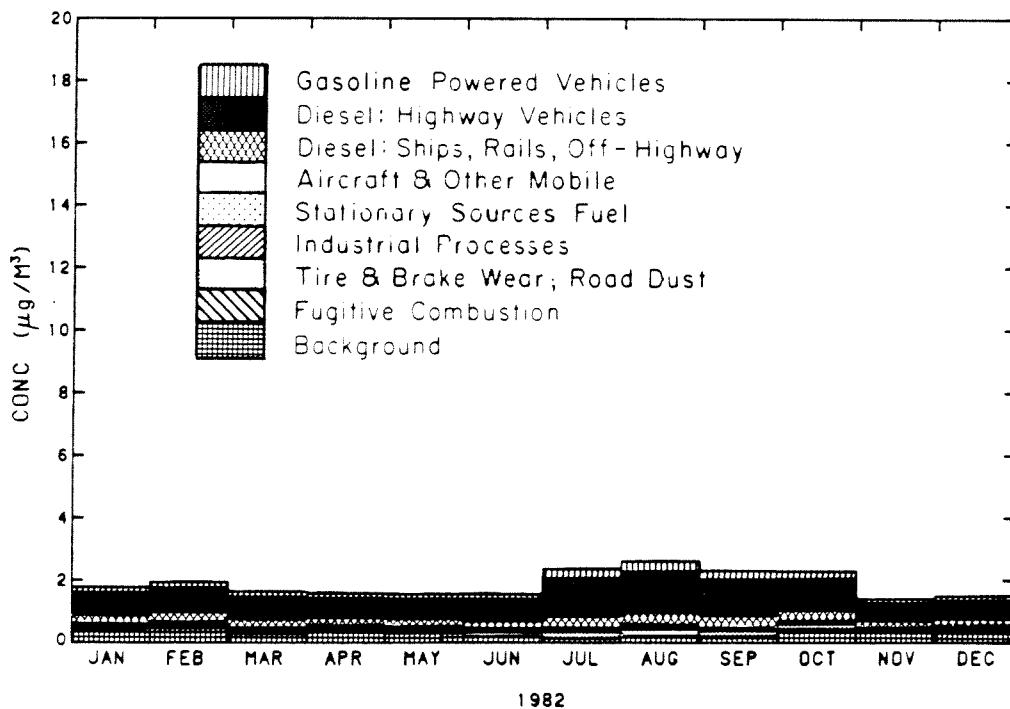 20
18
16
14
12
10
8
6
4
2
0
CONC (μg/M³)
Gasoline Powered Vehicles
Diesel: Highway Vehicles
Diesel: Ships, Rails, Off-Highway
Aircraft & Other Mobile
Stationary Sources Fuel
Industrial Processes
Tire & Brake Wear; Road Dust
Fugitive Combustion
Background
JAN FEB MAR APR MAY JUN JUL AUG SEP OCT NOV DEC
1982